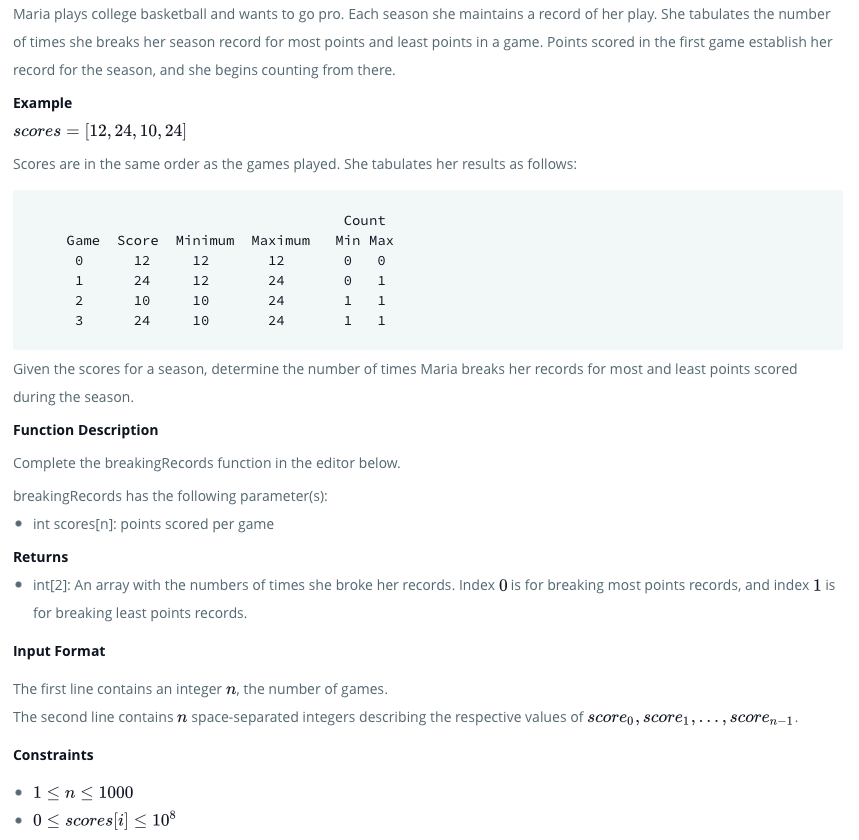 Maria plays college basketball and wants to go pro. Each season she maintains a record of her play. She tabulates the number
of times she breaks her season record for most points and least points in a game. Points scored in the first game establish her
record for the season, and she begins counting from there.
Example
scores = [12, 24, 10, 24]
Scores are in the same order as the games played. She tabulates her results as follows:
Count
Game Score Minimum Maximum Min Max
0 12 12 12 0 0
1 24 12 24 0 1
2 10 10 24 1 1
3 24 10 24 1 1
Given the scores for a season, determine the number of times Maria breaks her records for most and least points scored
during the season.
Function Description
Complete the breakingRecords function in the editor below.
breakingRecords has the following parameter(s):
• int scores[n]: points scored per game
Returns
• int[2]: An array with the numbers of times she broke her records. Index 0 is for breaking most points records, and index 1 is
for breaking least points records.
Input Format
The first line contains an integer n, the number of games.
The second line contains n space-separated integers describing the respective values of score₀, score₁, . . . , scoreₙ₋₁.
Constraints
• 1 ≤ n ≤ 1000
• 0 ≤ scores[i] ≤ 10⁸